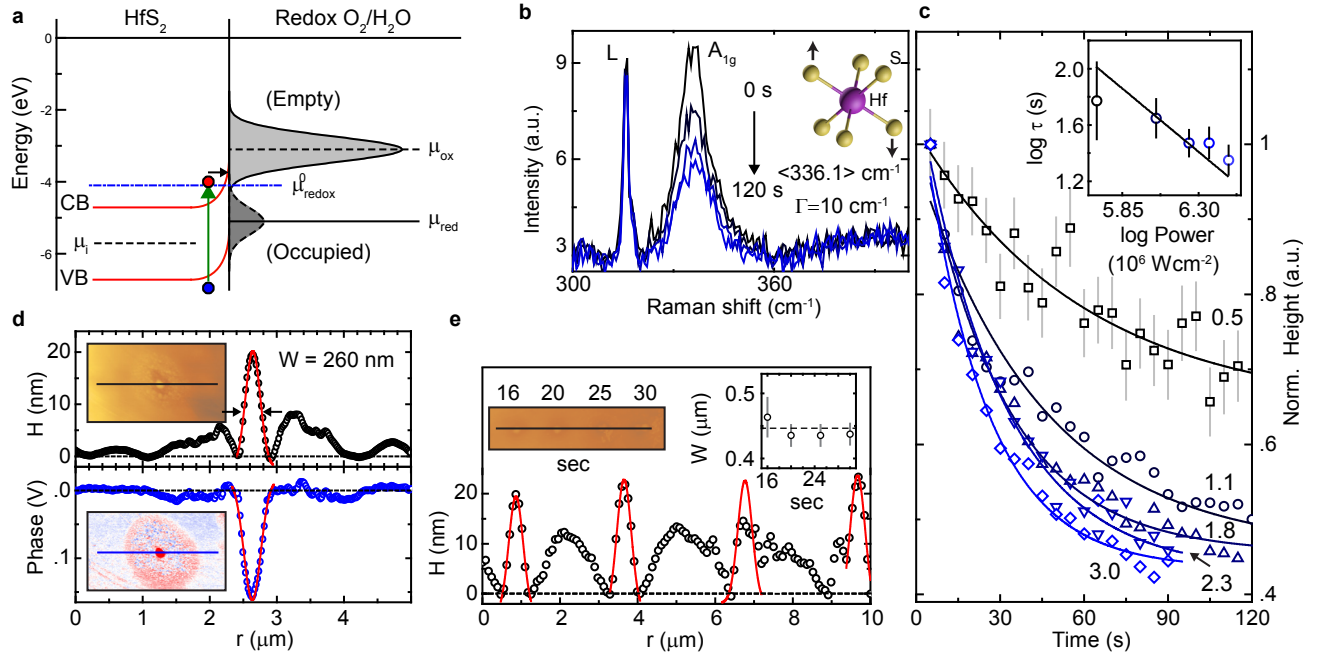 a
HfS2
Redox O2/H2O
Energy (eV)
0
-2
-4
-6
(Empty)
μox
μ0redox
CB
μi
μred
VB
(Occupied)
b
Intensity (a.u.)
9
6
3
L
A1g
0 s
120 s
S
Hf
<336.1> cm-1
Γ=10 cm-1
300
360
Raman shift (cm-1)
c
log τ (s)
2.0
1.6
1.2
5.85
6.30
log Power
(10^6 Wcm-2)
1
.8
.6
.4
Norm. Height (a.u.)
0.5
1.1
1.8
2.3
3.0
0
30
60
90
120
Time (s)
d
H (nm)
20
10
0
W = 260 nm
Phase (V)
.0
.1
0
1
2
3
4
r (μm)
e
16 20 24 28 30
sec
W (μm)
0.5
0.4
16 24
sec
H (nm)
20
10
0
0 2 4 6 8 10
r (μm)